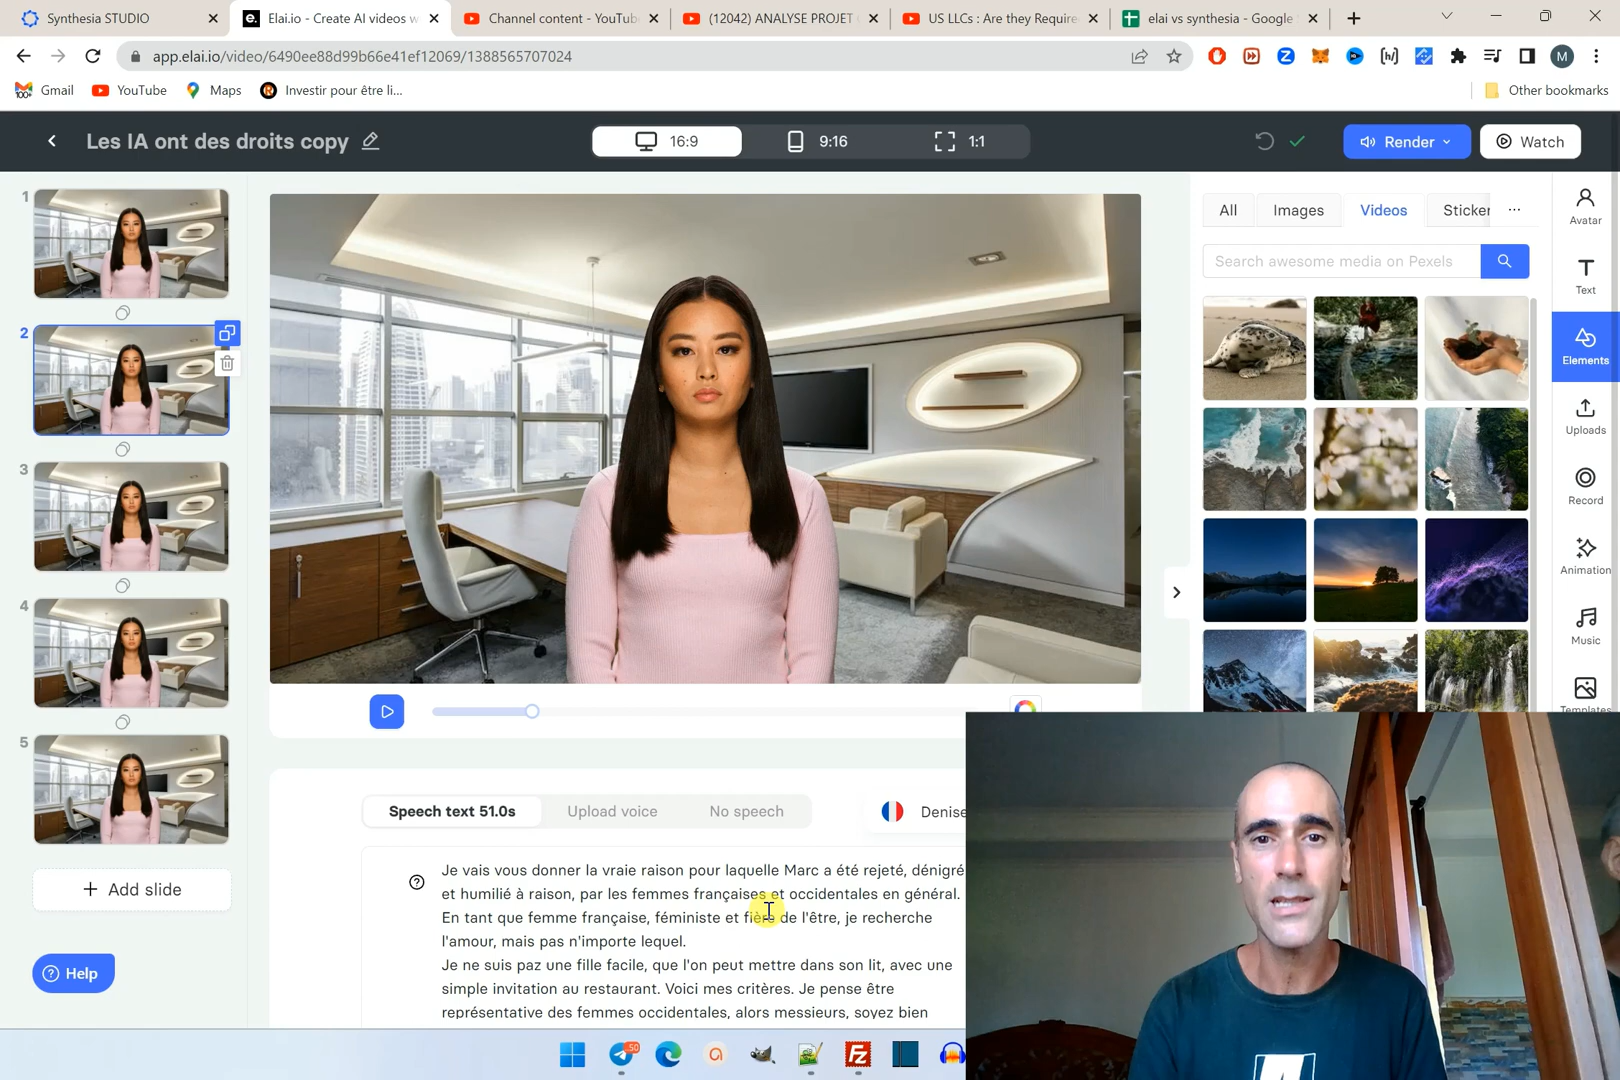 Synthesia STUDIO
Elai.io - Create AI videos w
Channel content - YouTub
(12042) ANALYSE PROJET
US LLCs : Are they Require
elai vs synthesia - Google
app.elai.io/video/6490ee88d99b66e41ef12069/1388565707024
M
100+
Gmail
YouTube
Maps
Investir pour être li...
Other bookmarks
Les IA ont des droits copy
16:9
9:16
1:1
Render
Watch
1
2
3
4
5
Add slide
Help
All
Images
Videos
Sticker
...
Search awesome media on Pexels
Avatar
Text
Elements
Uploads
Record
Animation
Music
Templates
Speech text 51.0s
Upload voice
No speech
Denise
Je vais vous donner la vraie raison pour laquelle Marc a été rejeté, dénigré
et humilié à raison, par les femmes françaises et occidentales en général.
En tant que femme française, féministe et fière de l'être, je recherche
l'amour, mais pas n'importe lequel.
Je ne suis paz une fille facile, que l'on peut mettre dans son lit, avec une
simple invitation au restaurant. Voici mes critères. Je pense être
représentative des femmes occidentales, alors messieurs, soyez bien
50